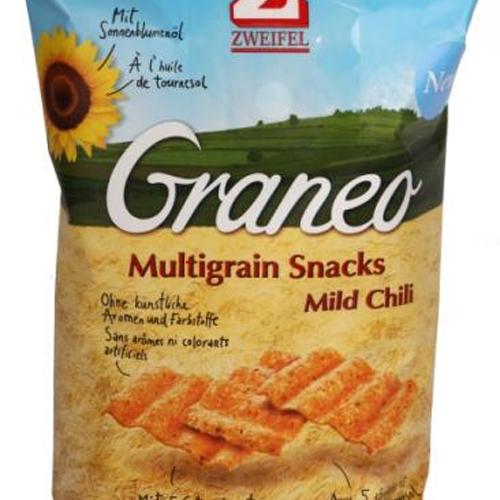 Z
ZWEIFEL
Mit
Sonnenblumenöl
À l'huile
de tournesol
Graneo
Multigrain Snacks
Mild Chili
Ohne künstliche
Aromen und Farbstoffe
Sans arômes ni colorants
artificiels